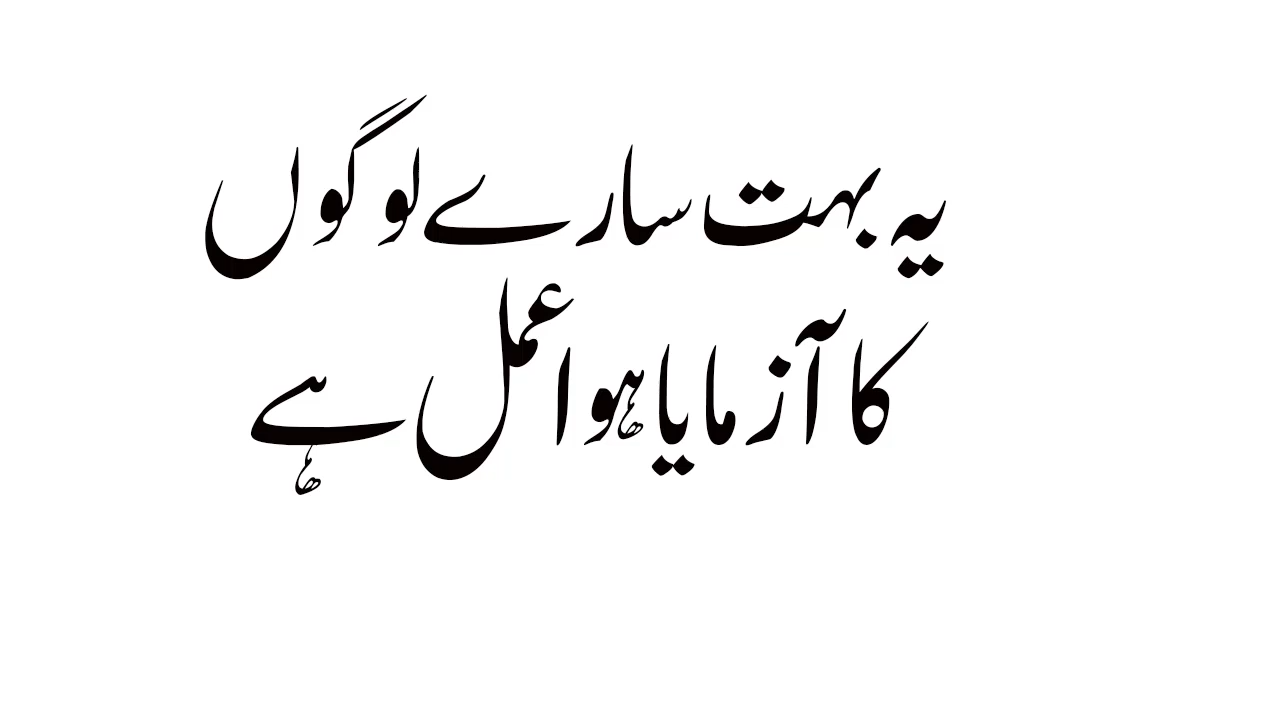 یہ بہت سارے لوگوں
کا آزمایا ہوا عمل ہے